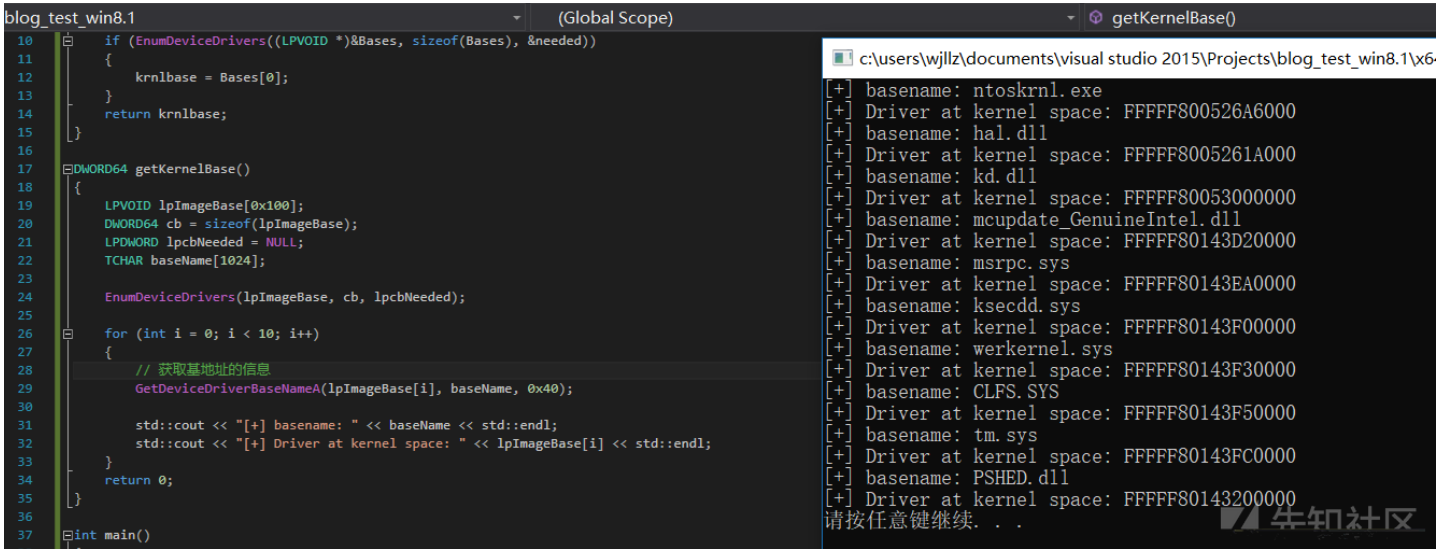 blog_test_win8.1
(Global Scope)
getKernelBase()
10 if (EnumDeviceDrivers((LPVOID *)&Bases, sizeof(Bases), &needed))
11 {
12 krnlbase = Bases[0];
13 }
14 return krnlbase;
15 }
16
17 DWORD64 getKernelBase()
18 {
19 LPVOID lpImageBase[0x100];
20 DWORD64 cb = sizeof(lpImageBase);
21 LPDWORD lpcbNeeded = NULL;
22 TCHAR baseName[1024];
23
24 EnumDeviceDrivers(lpImageBase, cb, lpcbNeeded);
25
26 for (int i = 0; i < 10; i++)
27 {
28 // 获取基地址的信息
29 GetDeviceDriverBaseNameA(lpImageBase[i], baseName, 0x40);
30
31 std::cout << "[+] basename: " << baseName << std::endl;
32 std::cout << "[+] Driver at kernel space: " << lpImageBase[i] << std::endl;
33 }
34 return 0;
35 }
36
37 int main()
c:\users\wjllz\documents\visual studio 2015\Projects\blog_test_win8.1\x6
[+] basename: ntoskrnl.exe
[+] Driver at kernel space: FFFFF800526A6000
[+] basename: hal.dll
[+] Driver at kernel space: FFFFF8005261A000
[+] basename: kd.dll
[+] Driver at kernel space: FFFFF80053000000
[+] basename: mcupdate_GenuineIntel.dll
[+] Driver at kernel space: FFFFF80143D20000
[+] basename: msrpc.sys
[+] Driver at kernel space: FFFFF80143EA0000
[+] basename: ksecdd.sys
[+] Driver at kernel space: FFFFF80143F00000
[+] basename: werkernel.sys
[+] Driver at kernel space: FFFFF80143F30000
[+] basename: CLFS.SYS
[+] Driver at kernel space: FFFFF80143F50000
[+] basename: tm.sys
[+] Driver at kernel space: FFFFF80143FC0000
[+] basename: PSHED.dll
[+] Driver at kernel space: FFFFF80143200000
请按任意键继续. . .
先知社区